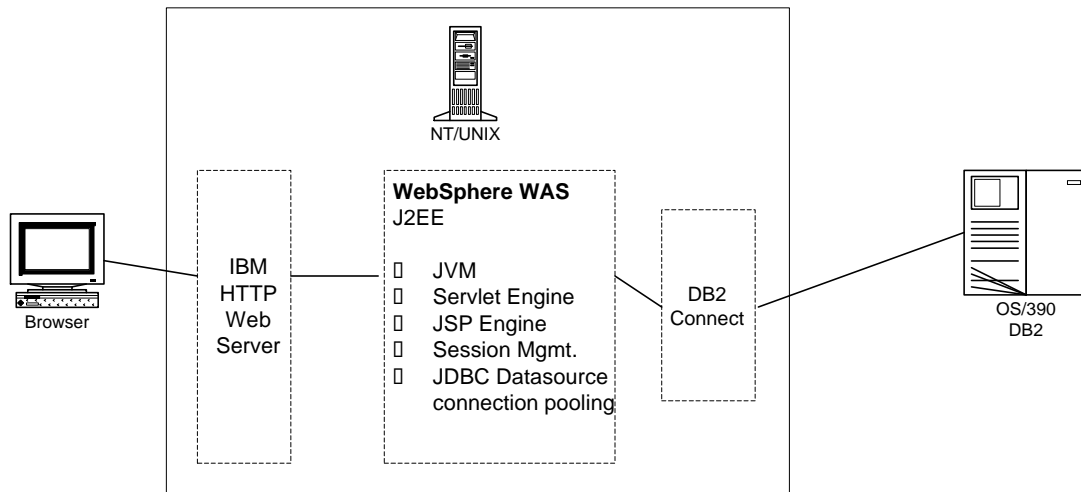 NT/UNIX
Browser
IBM
HTTP
Web
Server
WebSphere WAS
J2EE
JVM
Servlet Engine
JSP Engine
Session Mgmt.
JDBC Datasource
connection pooling
DB2
Connect
OS/390
DB2